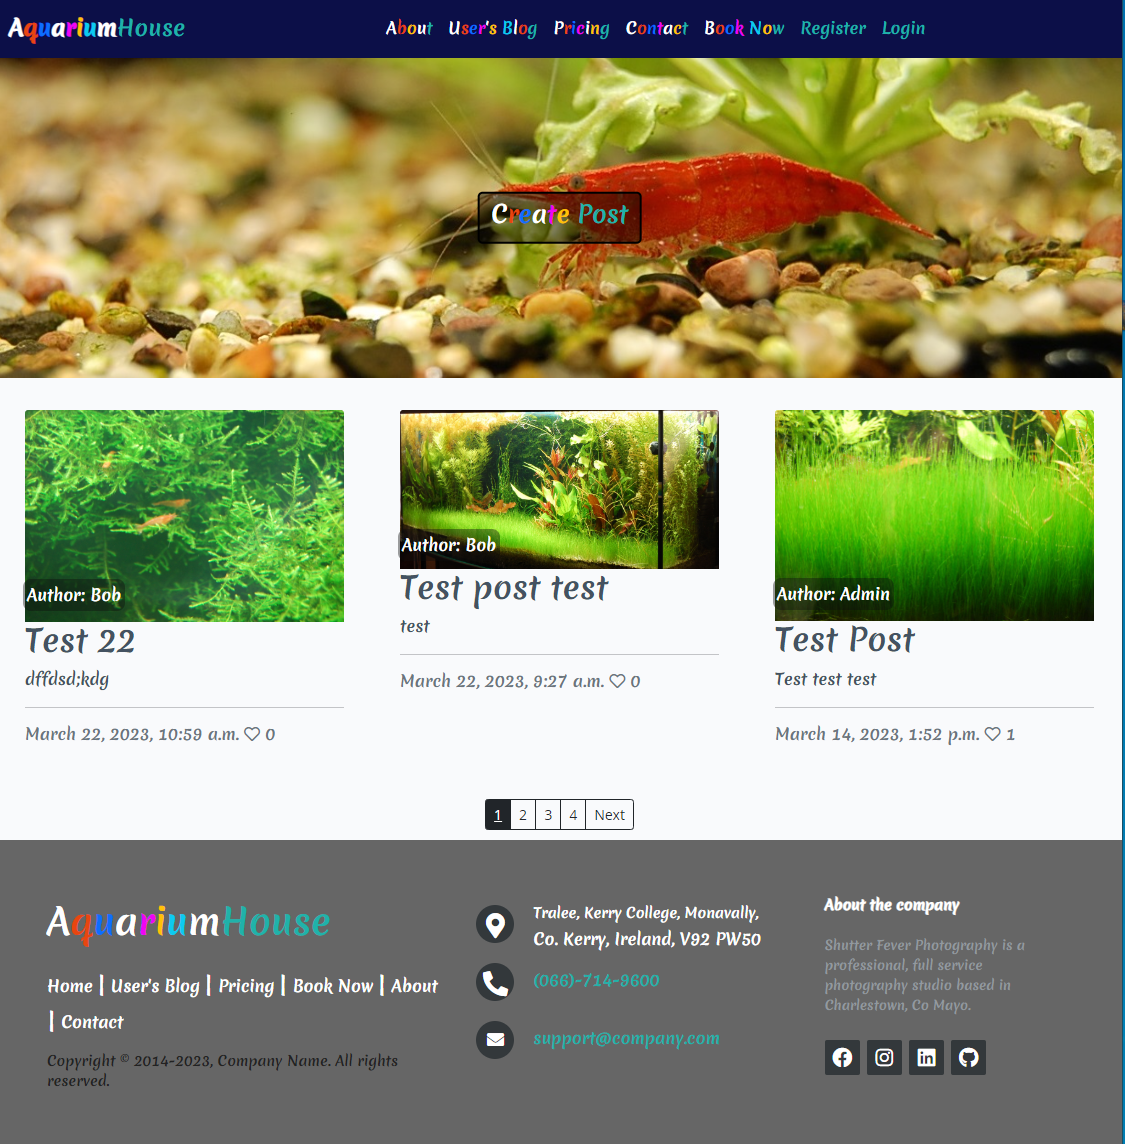 AquariumHouse
About User's Blog Pricing Contact Book Now Register Login
Create Post
Author: Bob
Test 22
dffdsd;kdg
March 22, 2023, 10:59 a.m. 0
Author: Bob
Test post test
test
March 22, 2023, 9:27 a.m. 0
Author: Admin
Test Post
Test test test
March 14, 2023, 1:52 p.m. 1
1 2 3 4 Next
AquariumHouse
Home | User's Blog | Pricing | Book Now | About
| Contact
Copyright © 2014-2023, Company Name. All rights
reserved.
Tralee, Kerry College, Monavally,
Co. Kerry, Ireland, V92 PW50
(066)-714-9600
support@company.com
About the company
Shutter Fever Photography is a
professional, full service
photography studio based in
Charlestown, Co Mayo.